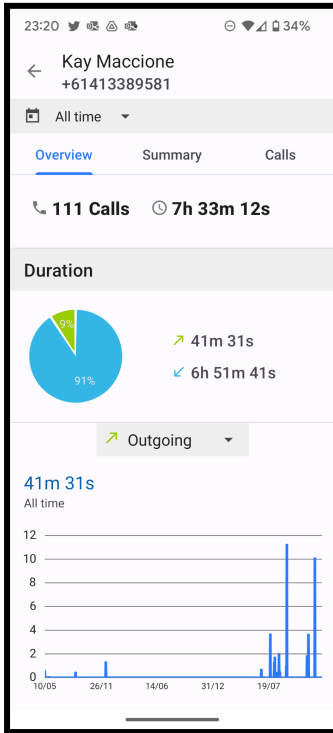 23:20 34%
Kay Maccione
+61413389581
All time
Overview Summary Calls
111 Calls 7h 33m 12s
Duration
9%
91%
41m 31s
6h 51m 41s
Outgoing
41m 31s
All time
12
10
8
6
4
2
0
10/05 26/11 14/06 31/12 19/07